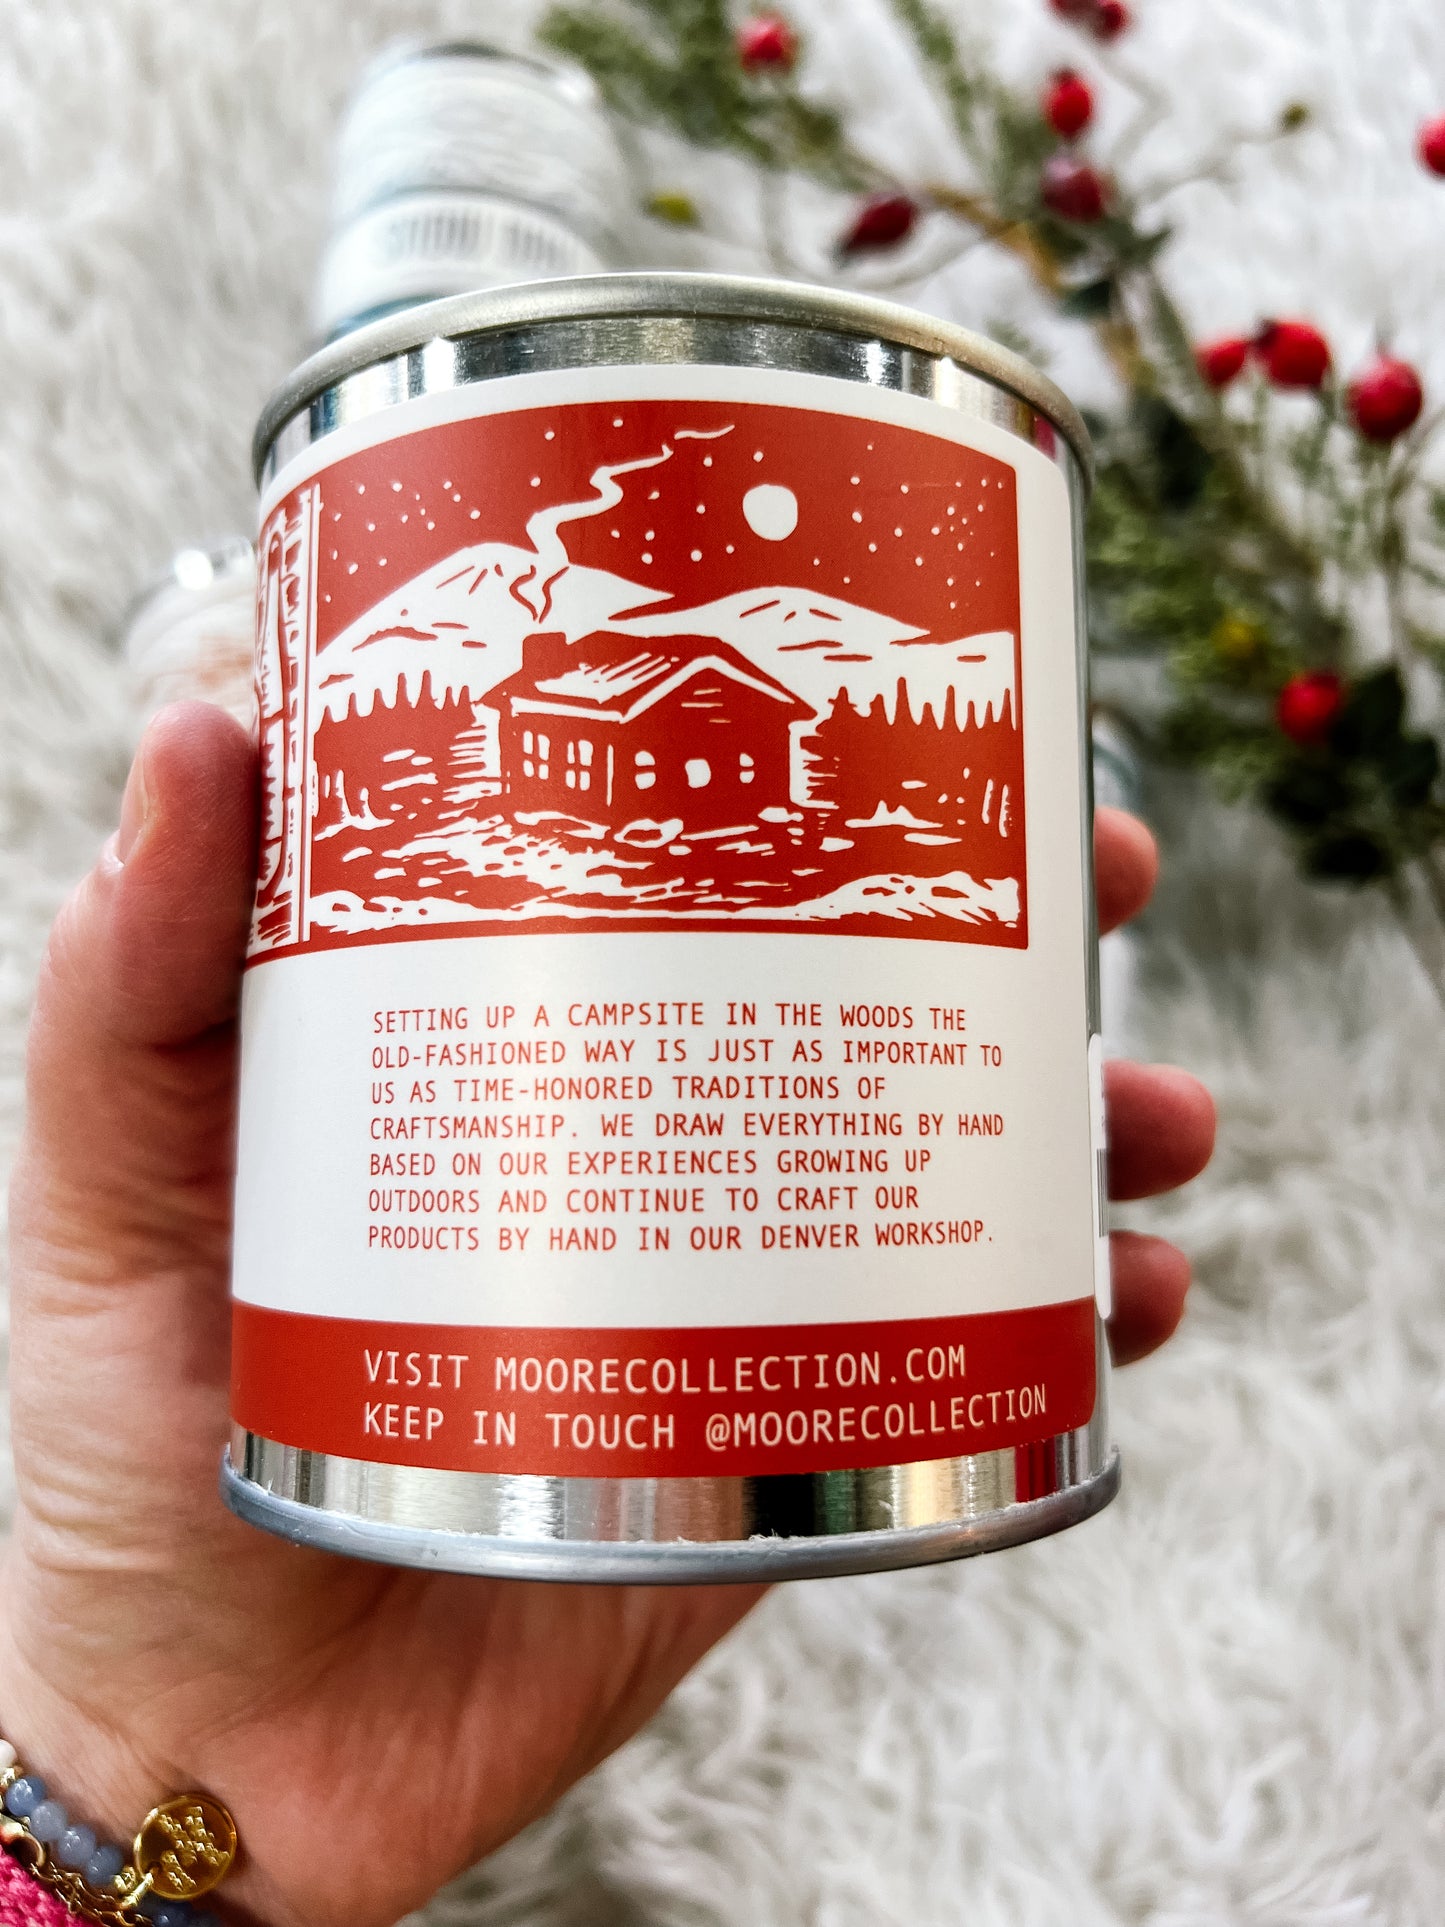 SETTING UP A CAMPSITE IN THE WOODS THE
OLD-FASHIONED WAY IS JUST AS IMPORTANT TO
US AS TIME-HONORED TRADITIONS OF
CRAFTSMANSHIP. WE DRAW EVERYTHING BY HAND
BASED ON OUR EXPERIENCES GROWING UP
OUTDOORS AND CONTINUE TO CRAFT OUR
PRODUCTS BY HAND IN OUR DENVER WORKSHOP.
VISIT MOORECOLLECTION.COM
KEEP IN TOUCH @MOORECOLLECTION